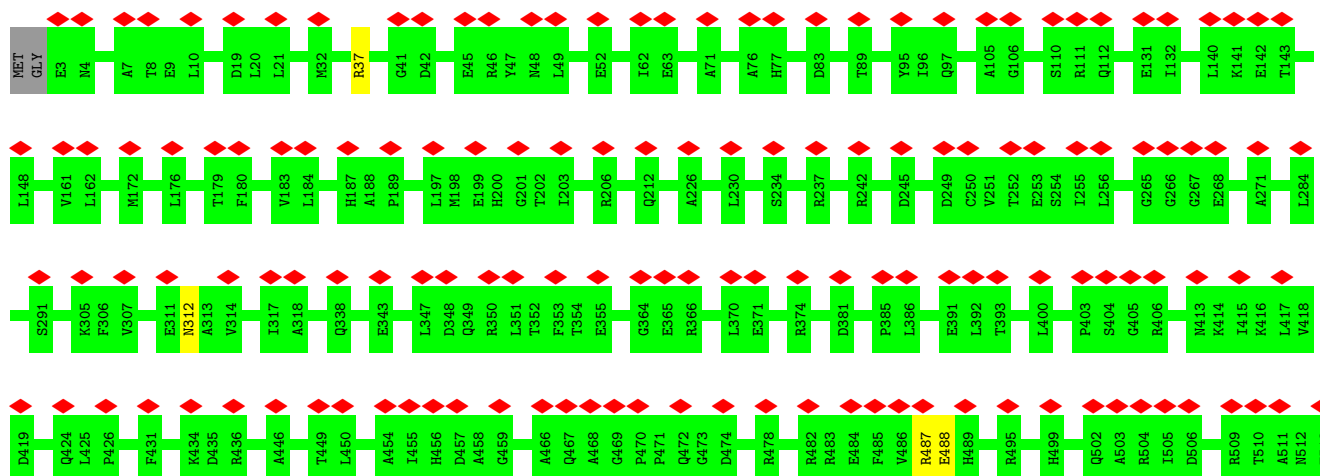 MET GLY E3 N4 A7 T8 E9 L10 D19 L20 L21 M32 R37 G41 D42 E45 R46 Y47 N48 L49 E52 I62 E63 A71 A76 H77 D83 T89 Y95 I96 Q97 A105 G106 S110 R111 Q112 E131 I132 L140 K141 E142 T143
L148 V161 L162 M172 L176 T179 F180 V183 L184 H187 A188 P189 L197 M198 E199 H200 G201 T202 I203 R206 Q212 A226 L230 S234 R237 R242 D245 D249 C250 V251 T252 E253 S254 I255 L256 G265 G266 G267 E268 A271 L284
S291 K305 F306 V307 E311 N312 A313 V314 I317 A318 Q338 E343 L347 D348 Q349 R350 L351 T352 F353 T354 E355 G364 E365 R366 L370 E371 R374 D381 P385 L386 E391 L392 T393 L400 P403 S404 G405 R406 N413 K414 I415 K416 L417 V418
D419 Q424 L425 P426 F431 K434 D435 R436 A446 T449 L450 A454 I455 H456 D457 A458 G459 A466 Q467 A468 G469 P470 P471 Q472 G473 D474 R478 R482 R483 E484 F485 V486 R487 E488 H489 R495 H499 Q502 A503 R504 I505 D506 R509 T510 A511 N512